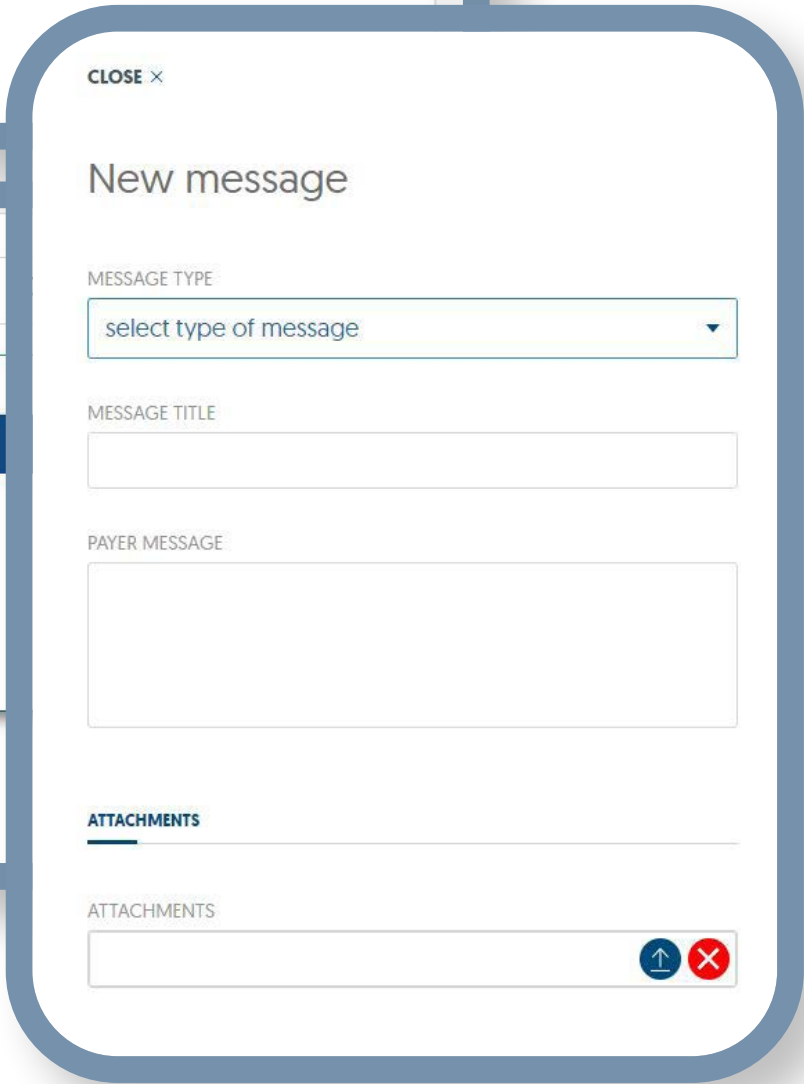 CLOSE ×
New message
MESSAGE TYPE
select type of message
MESSAGE TITLE
PAYER MESSAGE
ATTACHMENTS
ATTACHMENTS